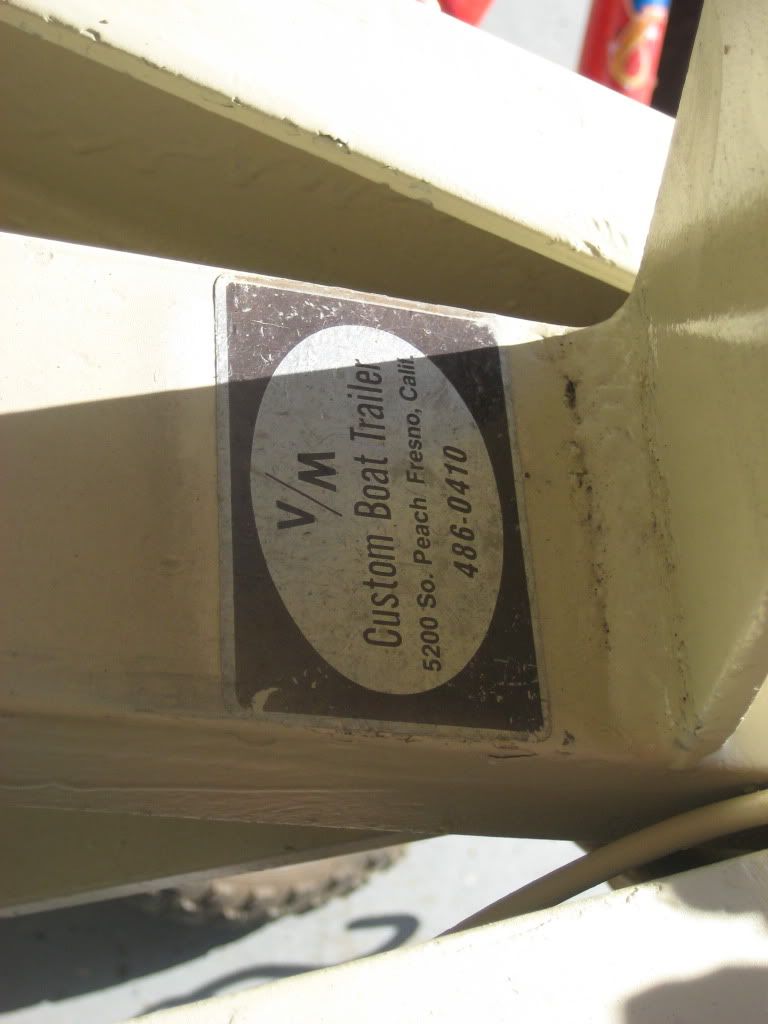 V/M
Custom Boat Trailer
5200 So. Peach Fresno, Calif.
486-0410